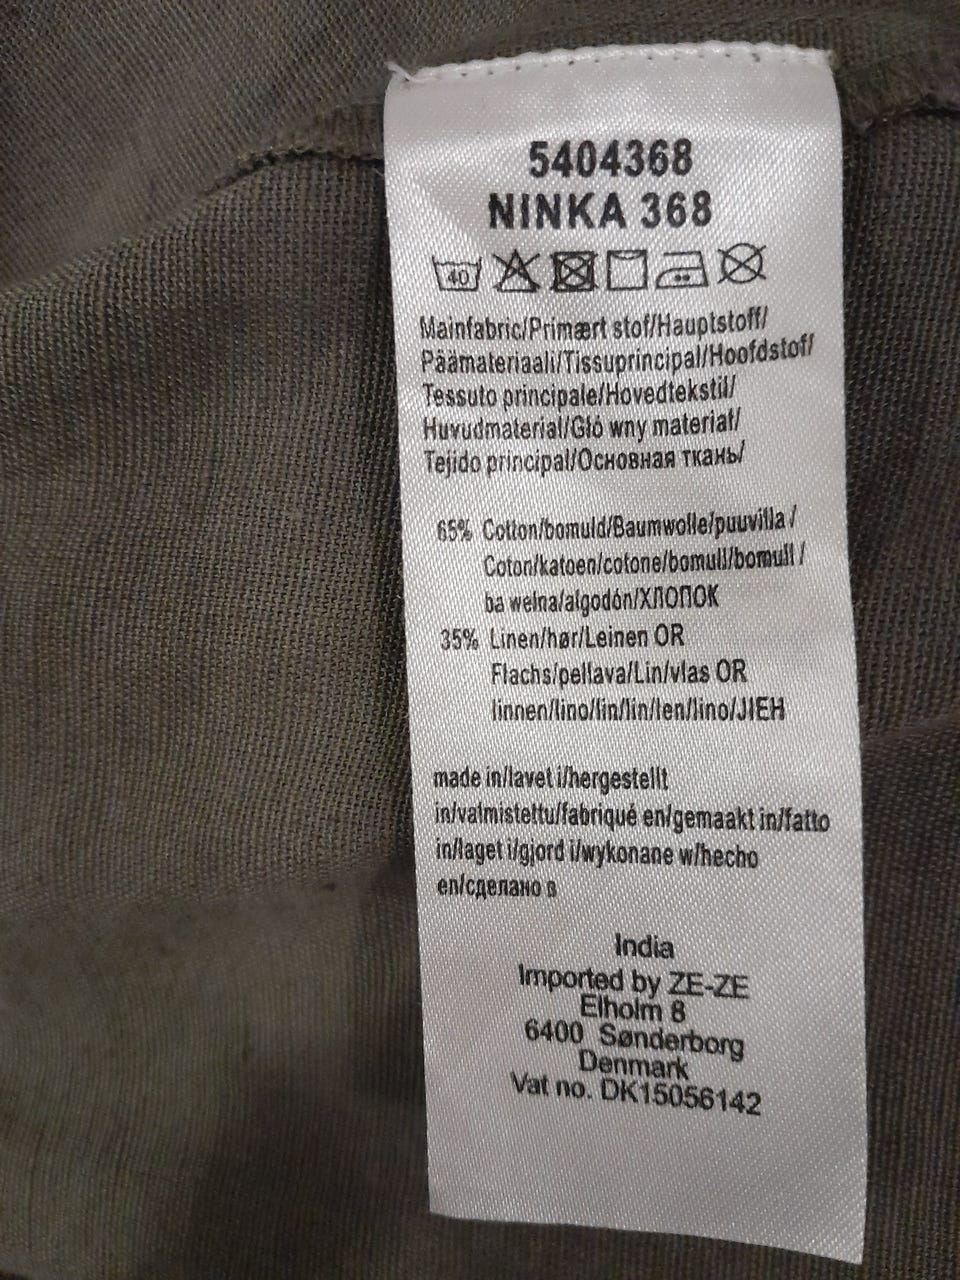 5404368
NINKA 368
40
Mainfabric/Primært stof/Hauptstoff/
Päämateriaali/Tissuprincipal/Hoofdstof/
Tessuto principale/Hovedtekstil/
Huvudmaterial/Gló wny materiał/
Tejido principal/Основная ткань/
65% Cotton/bomuld/Baumwolle/puuvilla /
Coton/katoen/cotone/bomull/bomull /
ba wełna/algodón/ХЛОПОК
35% Linen/hør/Leinen OR
Flachs/pellava/Lin/vlas OR
linnen/lino/lin/lin/len/lino/JIEH
made in/lavet i/hergestellt
in/valmistettu/fabriqué en/gemaakt in/fatto
in/laget i/gjord i/wykonane w/hecho
en/сделано в
India
Imported by ZE-ZE
Elholm 8
6400 Sønderborg
Denmark
Vat no. DK15056142